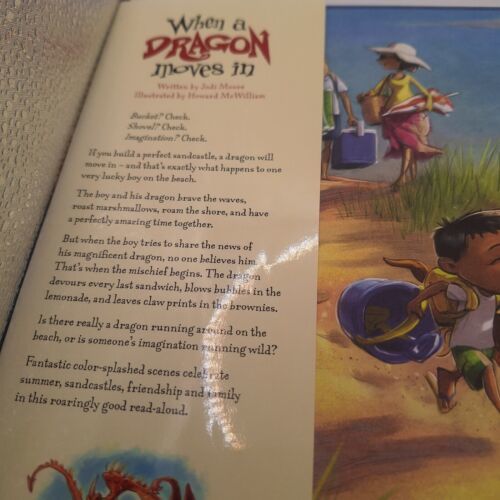 When a
DRAGON
moves in
Written by Jodi Moore
Illustrated by Howard McWilliam
Bucket? Check.
Shovel? Check.
Imagination? Check.
If you build a perfect sandcastle, a dragon will
move in – and that's exactly what happens to one
very lucky boy on the beach.
The boy and his dragon brave the waves,
roast marshmallows, roam the shore, and have
a perfectly amazing time together.
But when the boy tries to share the news of
his magnificent dragon, no one believes him.
That's when the mischief begins. The dragon
devours every last sandwich, blows bubbles in the
lemonade, and leaves claw prints in the brownies.
Is there really a dragon running around on the
beach, or is someone's imagination running wild?
Fantastic color-splashed scenes celebrate
summer, sandcastles, friendship and family
in this roaringly good read-aloud.